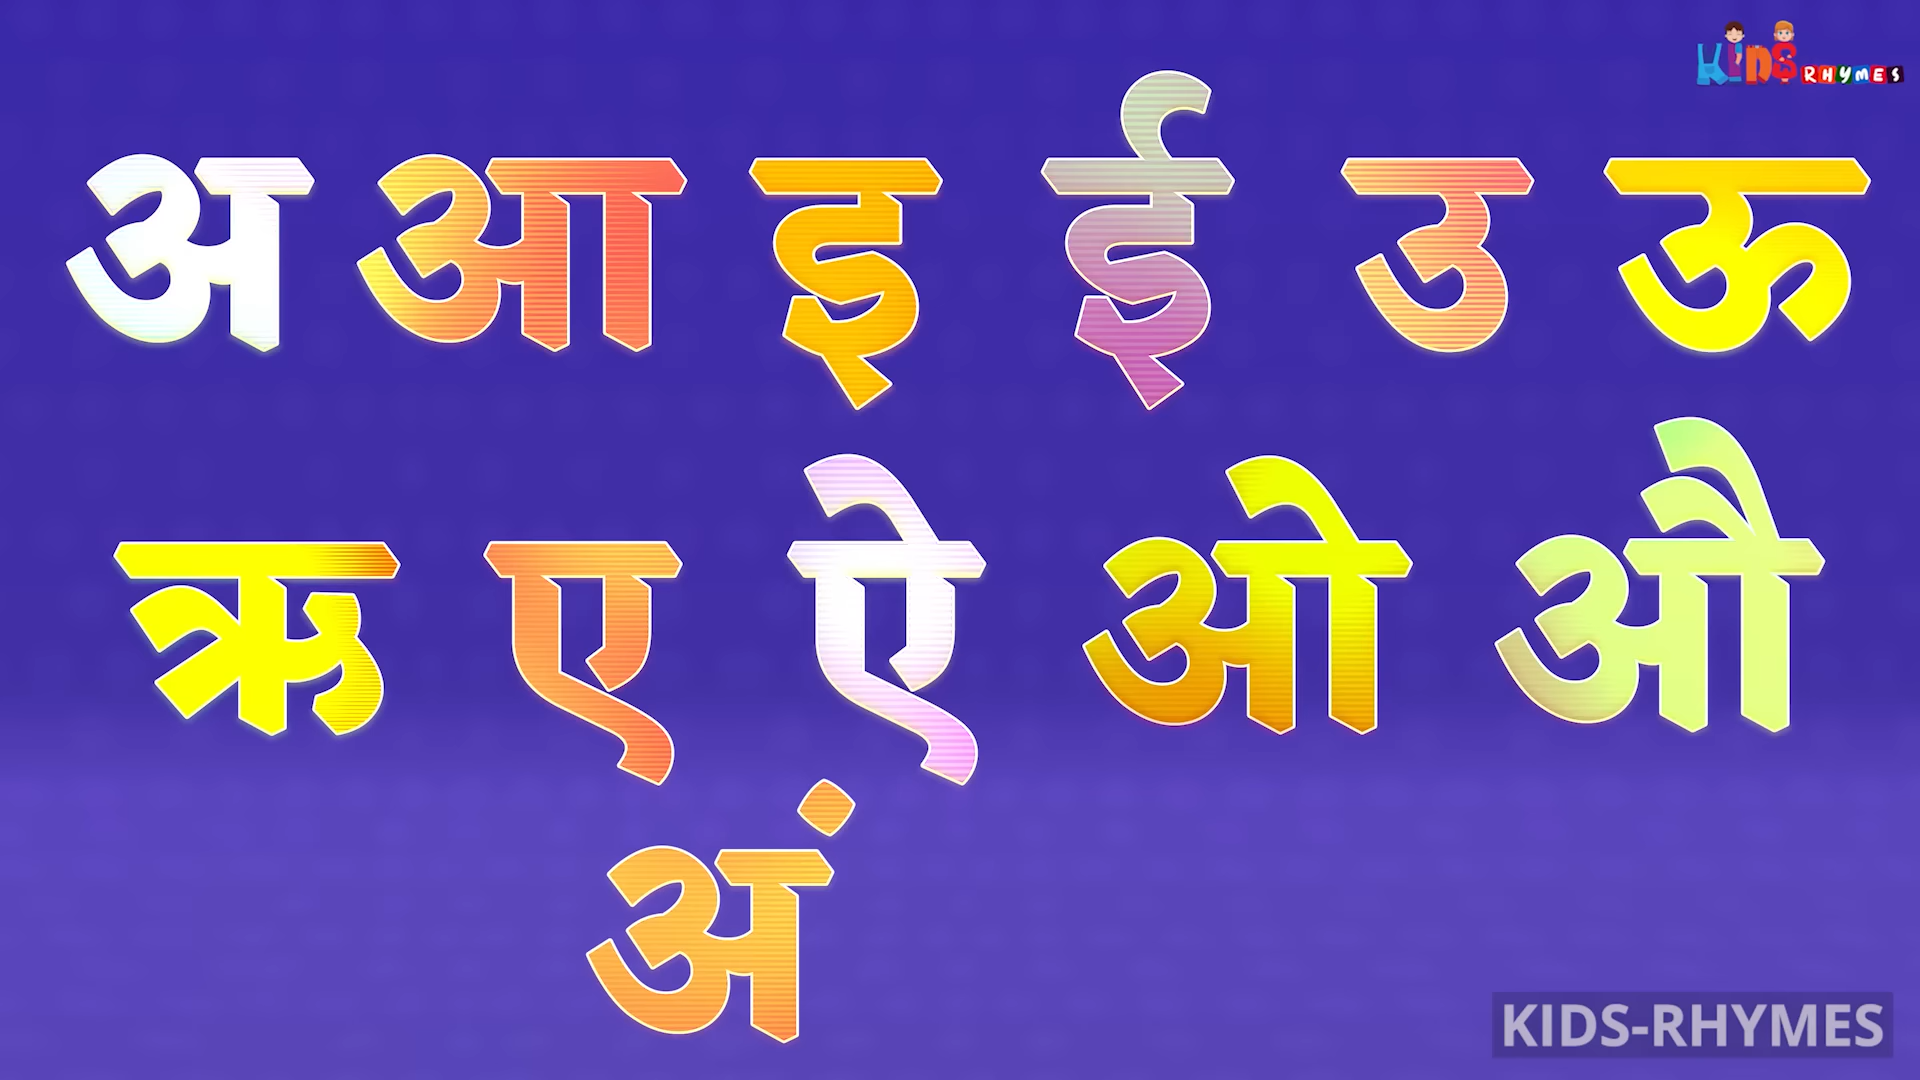 KIDS RHYMES
अ आ इ ई उ ऊ
ऋ ए ऐ ओ औ
अं
KIDS-RHYMES